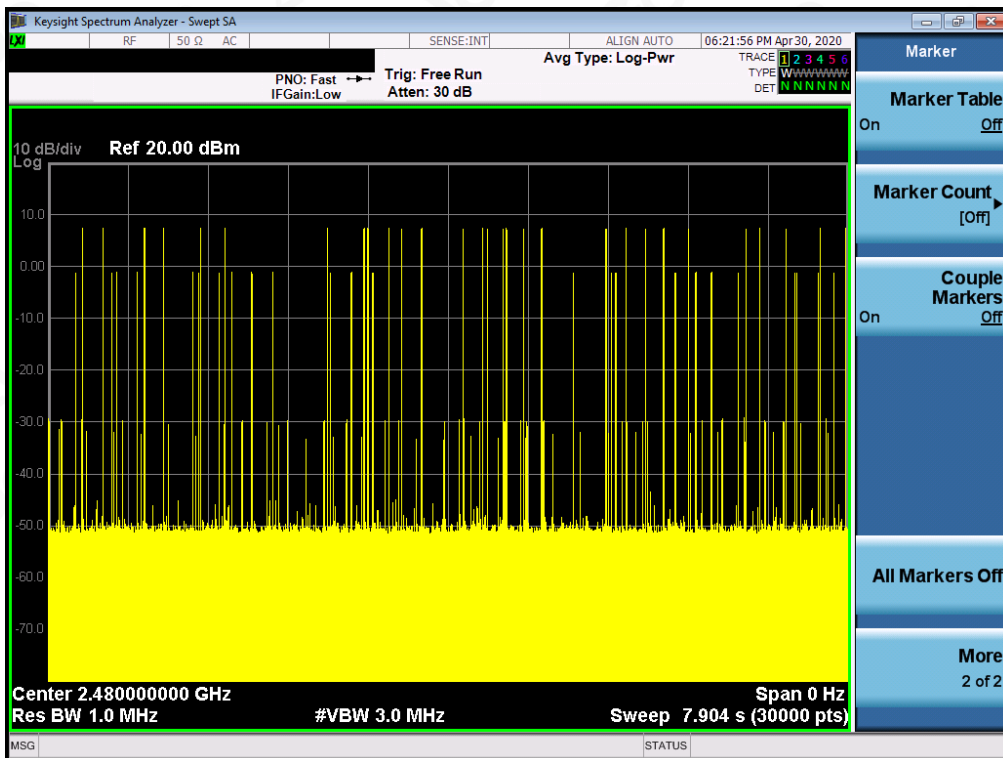 Keysight Spectrum Analyzer - Swept SA
LXI RF 50 Ω AC SENSE:INT ALIGN AUTO 06:21:56 PM Apr 30, 2020
Marker
PNO: Fast Trig: Free Run Avg Type: Log-Pwr TRACE 1 2 3 4 5 6
IFGain:Low Atten: 30 dB TYPE WWWWWW
DET N N N N N N
Marker Table
On Off
10 dB/div Ref 20.00 dBm
Log
Marker Count
[Off]
10.0
0.00
Couple
Markers
On Off
-10.0
-20.0
-30.0
-40.0
-50.0
-60.0
All Markers Off
-70.0
More
2 of 2
Center 2.480000000 GHz Span 0 Hz
Res BW 1.0 MHz #VBW 3.0 MHz Sweep 7.904 s (30000 pts)
MSG STATUS